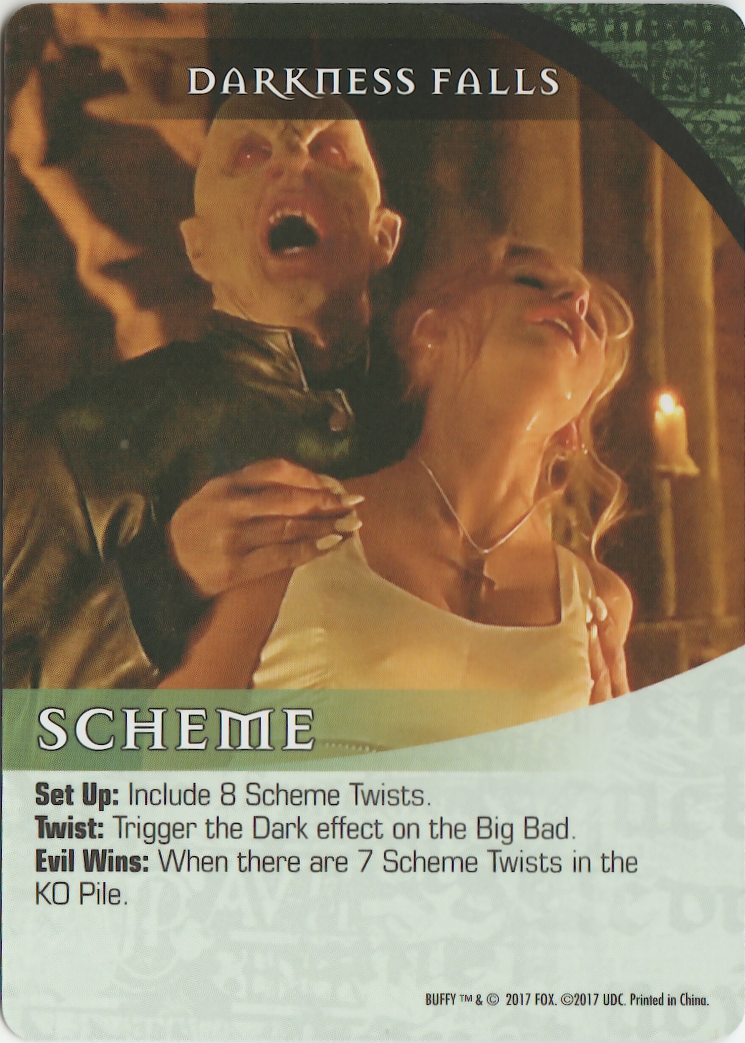 DARKNESS FALLS
SCHEME
Set Up: Include 8 Scheme Twists.
Twist: Trigger the Dark effect on the Big Bad.
Evil Wins: When there are 7 Scheme Twists in the
KO Pile.
BUFFY ™ & © 2017 FOX. ©2017 UDC. Printed in China.